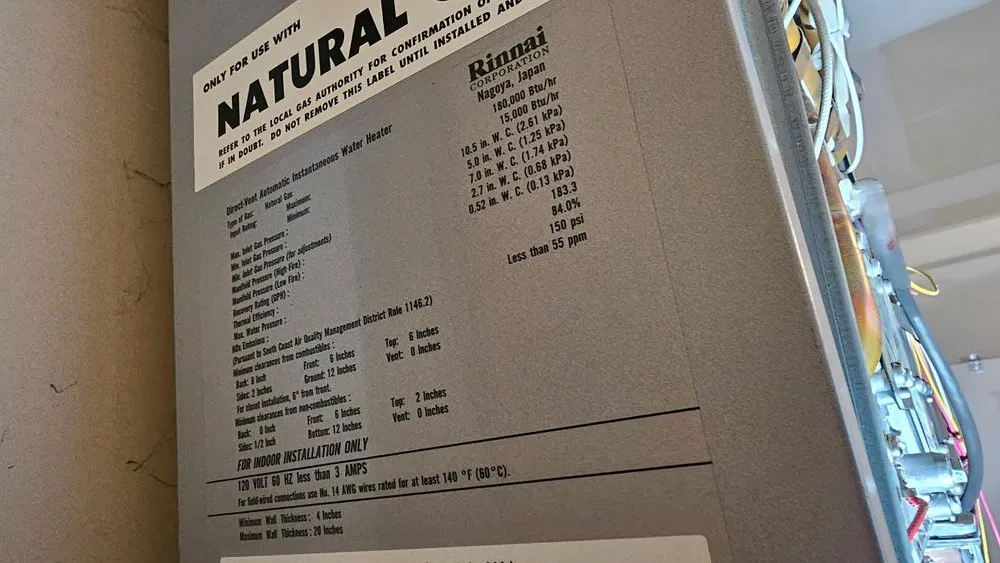 ONLY FOR USE WITH
NATURAL
REFER TO THE LOCAL GAS AUTHORITY FOR CONFIRMATION
IF IN DOUBT. DO NOT REMOVE THIS LABEL UNTIL INSTALLED AND
Rinnai
CORPORATION
Nagoya, Japan
Direct-Vent Automatic Instantaneous Water Heater
Type of Gas: Natural Gas
Input Rating: Maximum: 180,000 Btu/hr
Minimum: 15,000 Btu/hr
Max. Inlet Gas Pressure : 10.5 in. W. C. (2.61 kPa)
Min. Inlet Gas Pressure : 5.0 in. W. C. (1.25 kPa)
Min. Inlet Gas Pressure (for adjustments) 7.0 in. W. C. (1.74 kPa)
Manifold Pressure (High Fire) : 2.7 in. W. C. (0.68 kPa)
Manifold Pressure (Low Fire) : 0.52 in. W. C. (0.13 kPa)
Recovery Rating (GPH) : 183.3
Thermal Efficiency : 84.0%
Max. Water Pressure : 150 psi
NOx Emissions : Less than 55 ppm
(Pursuant to South Coast Air Quality Management District Rule 1146.2)
Minimum clearances from combustibles :
Back: 0 Inch Front: 6 Inches Top: 6 Inches
Sides: 2 Inches Ground: 12 Inches Vent: 0 Inches
For closet installation, 6" from front.
Minimum clearances from non-combustibles :
Back: 0 Inch Front: 6 Inches Top: 2 Inches
Sides: 1/2 Inch Bottom: 12 Inches Vent: 0 Inches
FOR INDOOR INSTALLATION ONLY
120 VOLT 60 HZ less than 3 AMPS
For field-wired connections use No. 14 AWG wires rated for at least 140 °F (60°C).
Minimum Wall Thickness : 4 Inches
Maximum Wall Thickness : 20 Inches